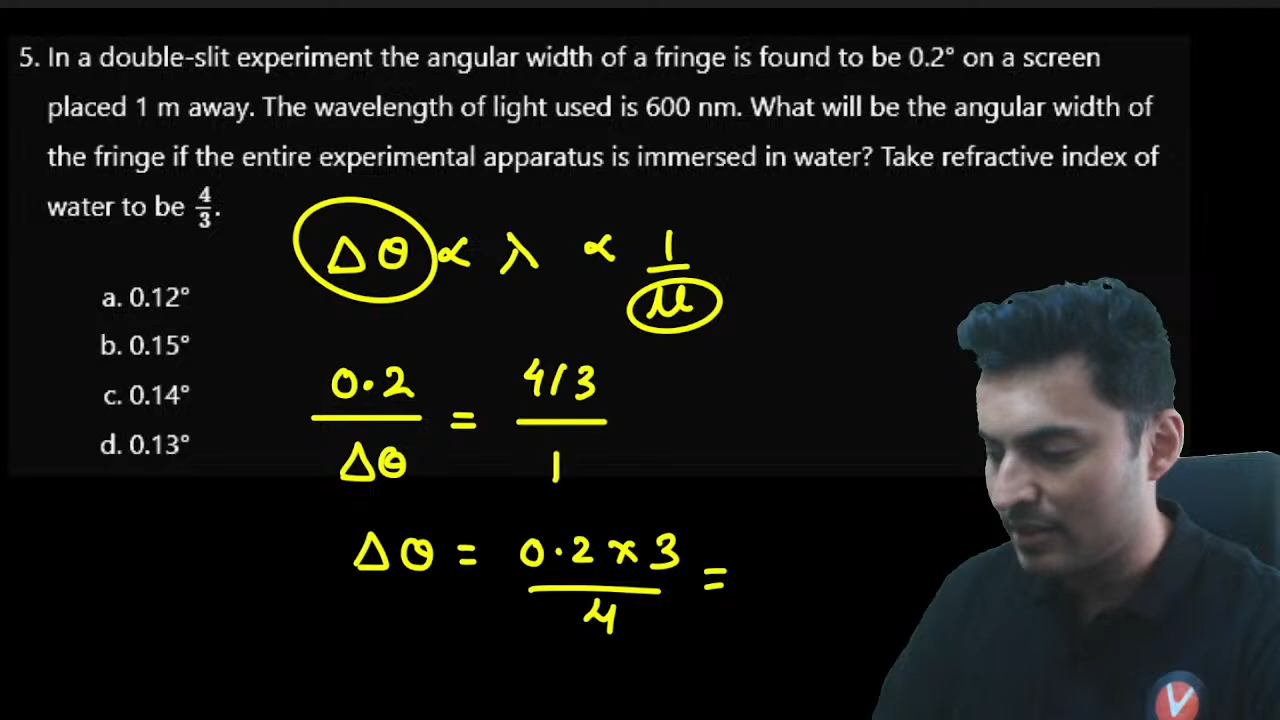 5. In a double-slit experiment the angular width of a fringe is found to be 0.2° on a screen
placed 1 m away. The wavelength of light used is 600 nm. What will be the angular width of
the fringe if the entire experimental apparatus is immersed in water? Take refractive index of
water to be 4/3.
Δθ ∝ λ ∝ 1/μ
a. 0.12°
b. 0.15°
c. 0.14°
d. 0.13°
0.2/Δθ = 4/3/1
Δθ = 0.2 × 3/4 =
V